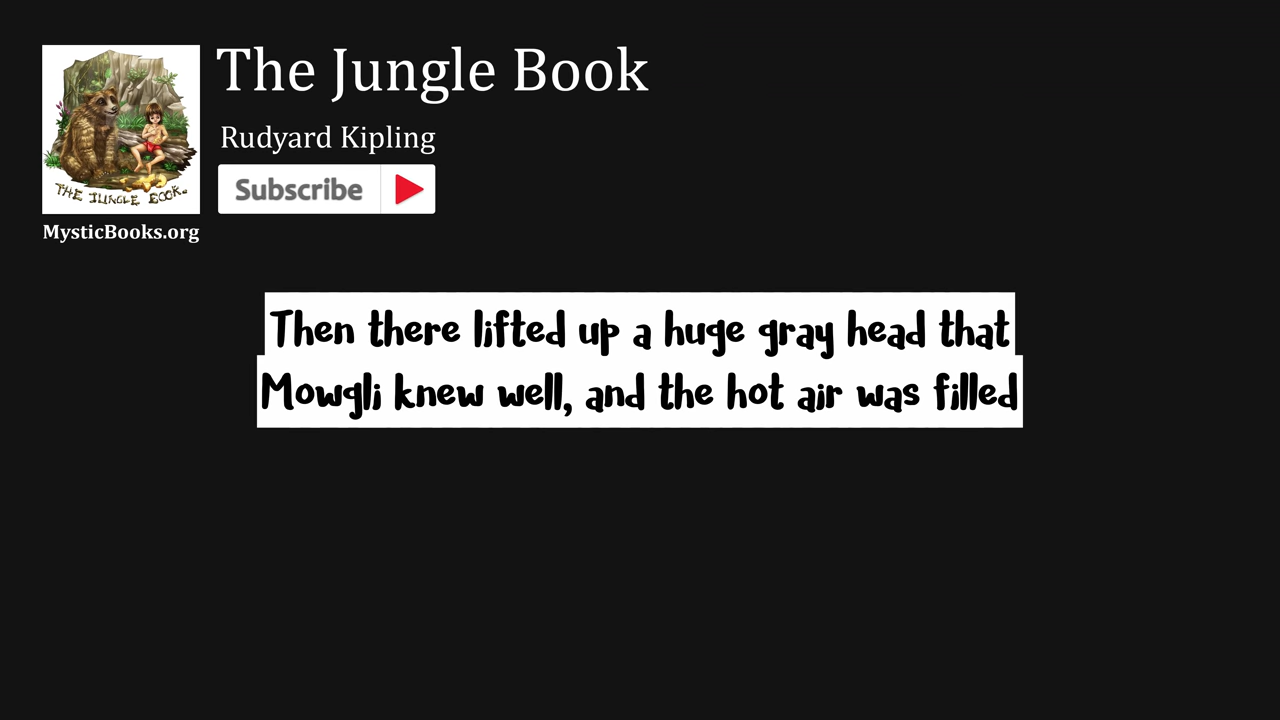 The Jungle Book
Rudyard Kipling
Subscribe
THE JUNGLE BOOK.
MysticBooks.org
Then there lifted up a huge gray head that
Mowgli knew well, and the hot air was filled